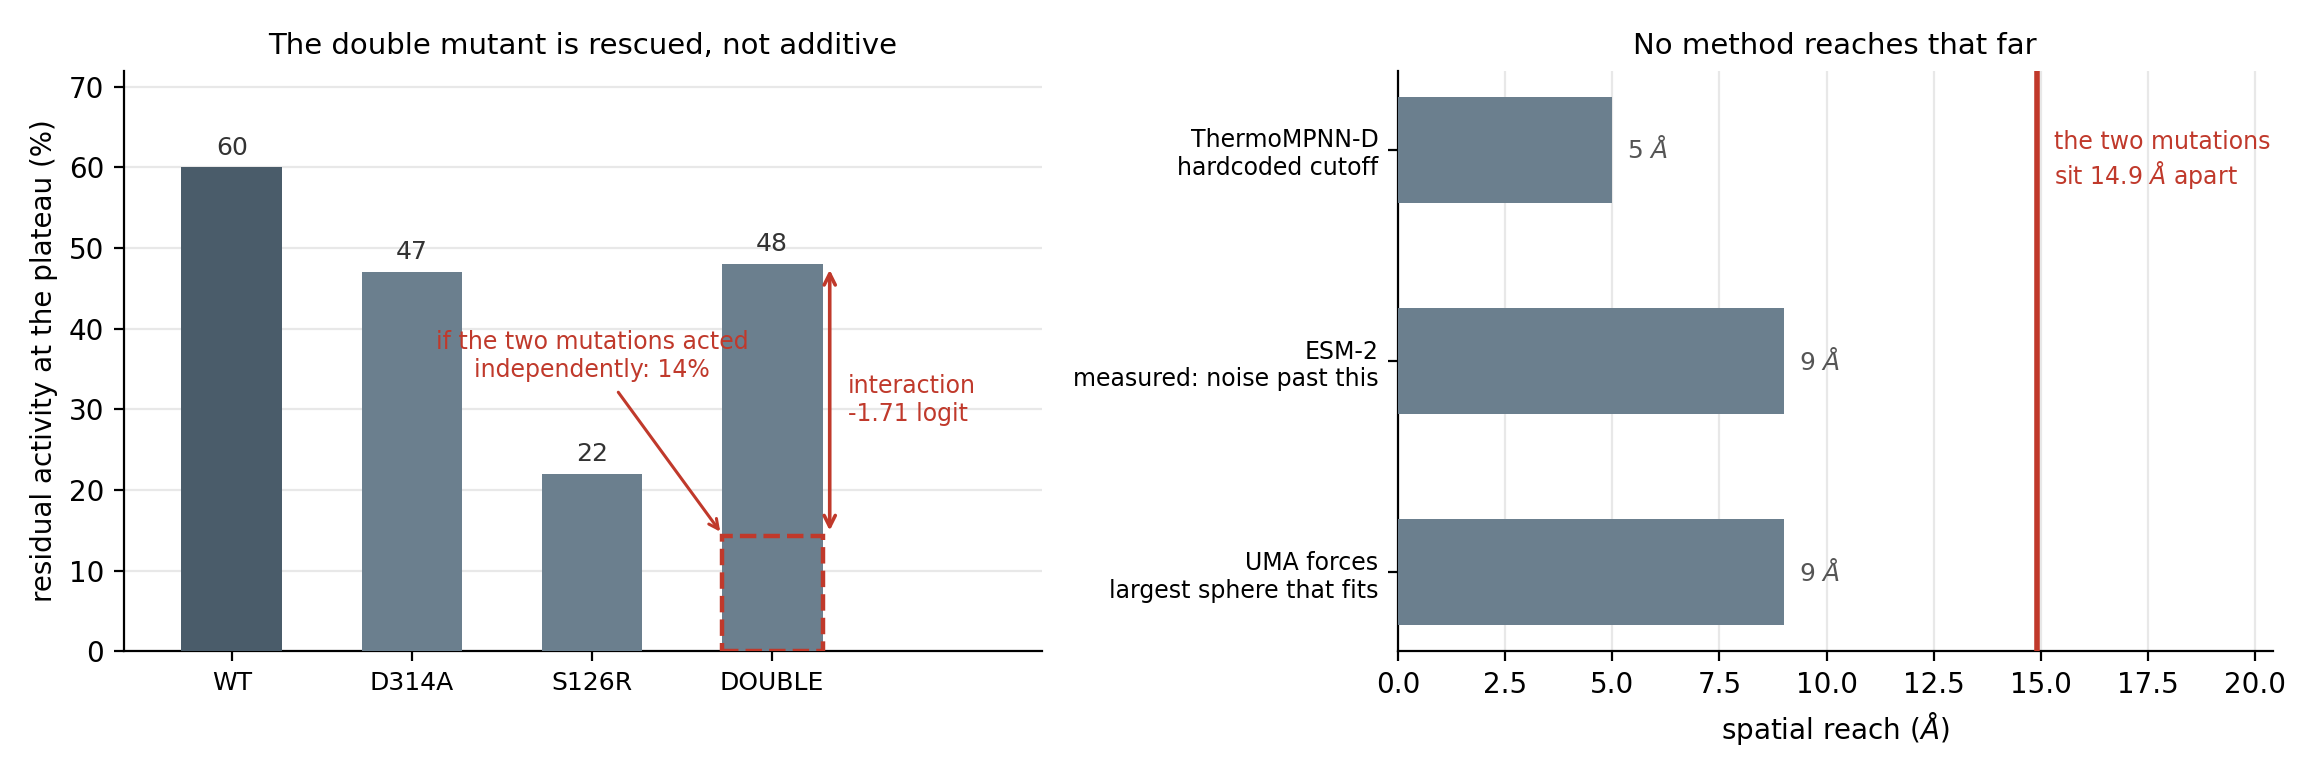 The double mutant is rescued, not additive
residual activity at the plateau (%)
70
60
50
40
30
20
10
0
60
47
22
48
if the two mutations acted
independently: 14%
interaction
-1.71 logit
WT
D314A
S126R
DOUBLE
No method reaches that far
ThermoMPNN-D
hardcoded cutoff
5 Å
the two mutations
sit 14.9 Å apart
ESM-2
measured: noise past this
9 Å
UMA forces
largest sphere that fits
9 Å
0.0
2.5
5.0
7.5
10.0
12.5
15.0
17.5
20.0
spatial reach (Å)